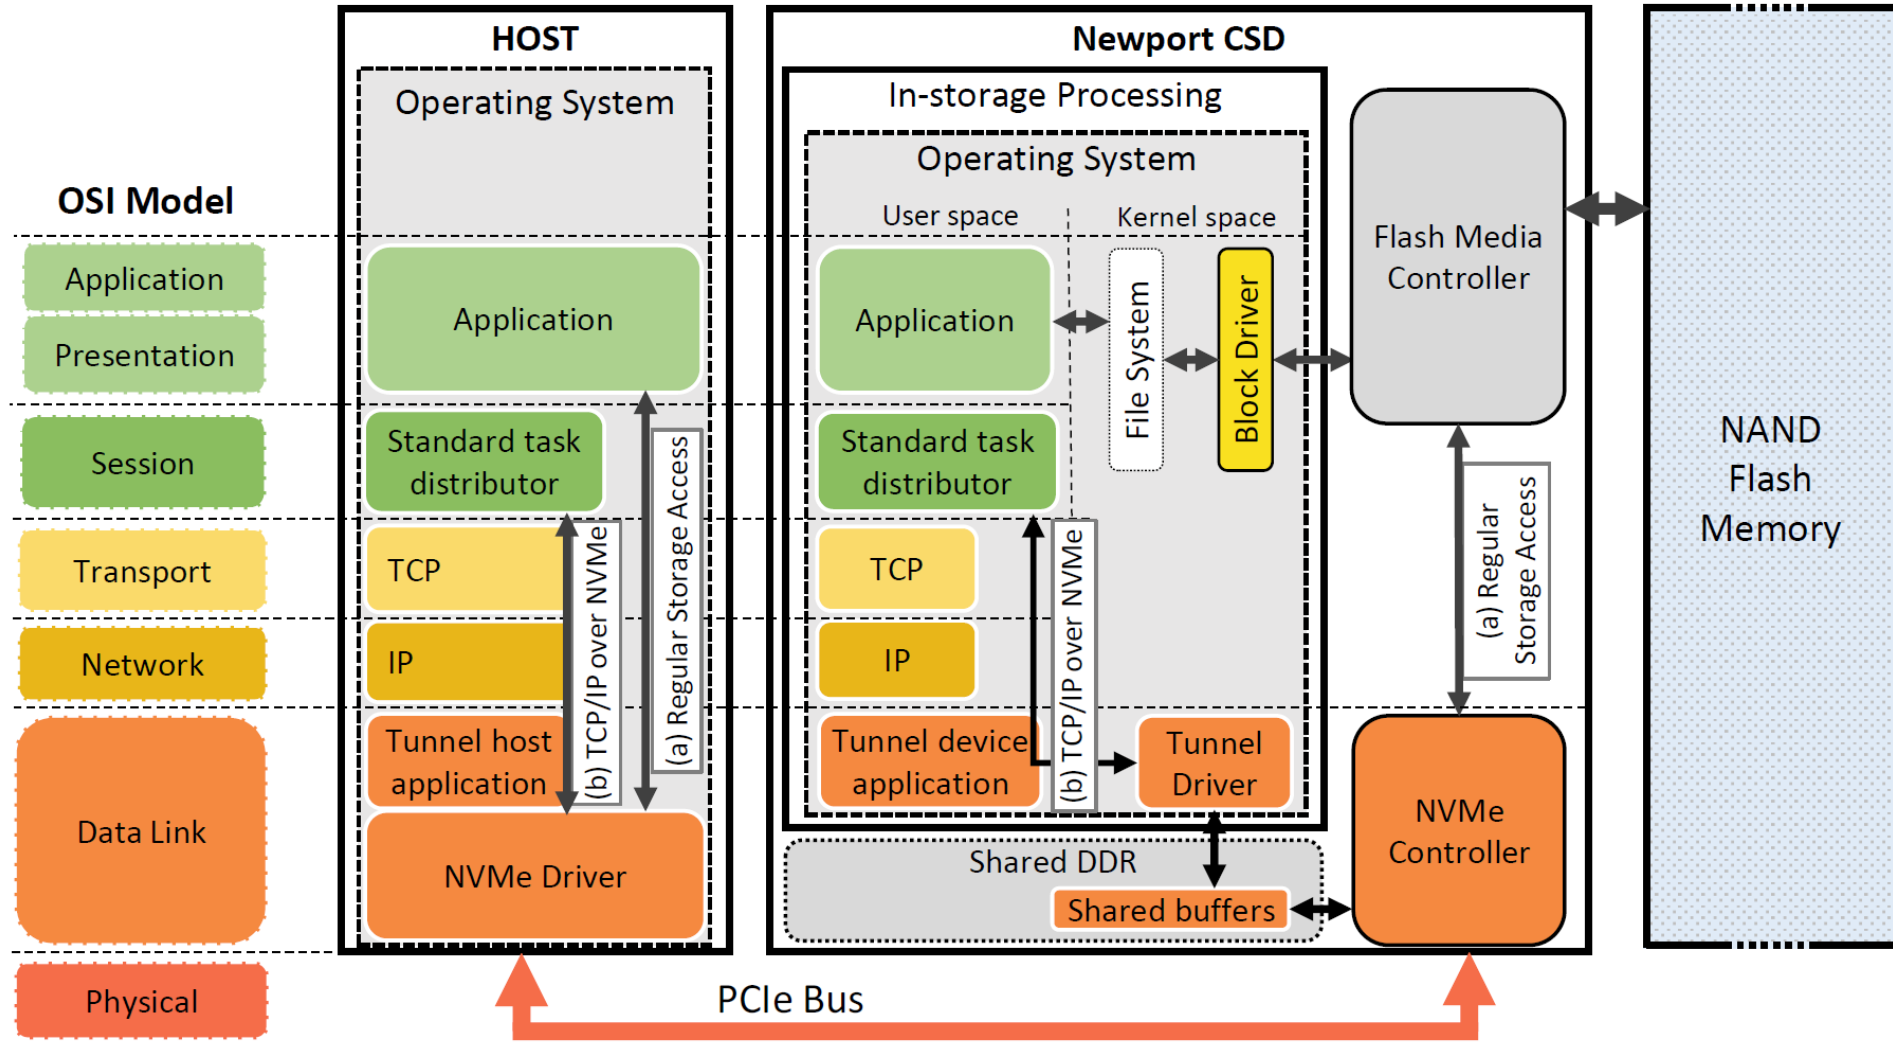 HOST
Newport CSD
Operating System
In-storage Processing
Operating System
User space
Kernel space
OSI Model
Application
Presentation
Session
Transport
Network
Data Link
Physical
Application
Standard task
distributor
TCP
IP
Tunnel host
application
NVMe Driver
(b) TCP/IP over NVMe
(a) Regular Storage Access
Application
File System
Block Driver
Standard task
distributor
TCP
IP
Tunnel device
application
(b) TCP/IP over NVMe
Tunnel
Driver
Shared DDR
Shared buffers
Flash Media
Controller
(a) Regular
Storage Access
NVMe
Controller
NAND
Flash
Memory
PCIe Bus